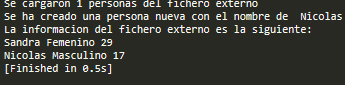 Se cargaron 1 personas del fichero externo
Se ha creado una persona nueva con el nombre de  Nicolas
La informacion del fichero externo es la siguiente:
Sandra Femenino 29
Nicolas Masculino 17
[Finished in 0.5s]